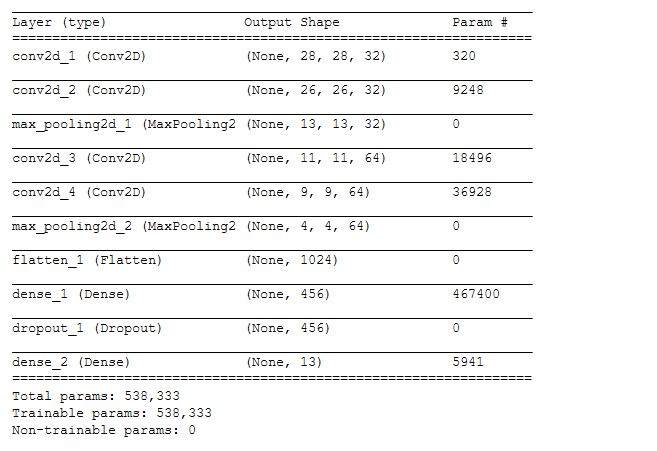 Layer (type) Output Shape Param #
=================================================================
conv2d_1 (Conv2D) (None, 28, 28, 32) 320
conv2d_2 (Conv2D) (None, 26, 26, 32) 9248
max_pooling2d_1 (MaxPooling2 (None, 13, 13, 32) 0
conv2d_3 (Conv2D) (None, 11, 11, 64) 18496
conv2d_4 (Conv2D) (None, 9, 9, 64) 36928
max_pooling2d_2 (MaxPooling2 (None, 4, 4, 64) 0
flatten_1 (Flatten) (None, 1024) 0
dense_1 (Dense) (None, 456) 467400
dropout_1 (Dropout) (None, 456) 0
dense_2 (Dense) (None, 13) 5941
=================================================================
Total params: 538,333
Trainable params: 538,333
Non-trainable params: 0